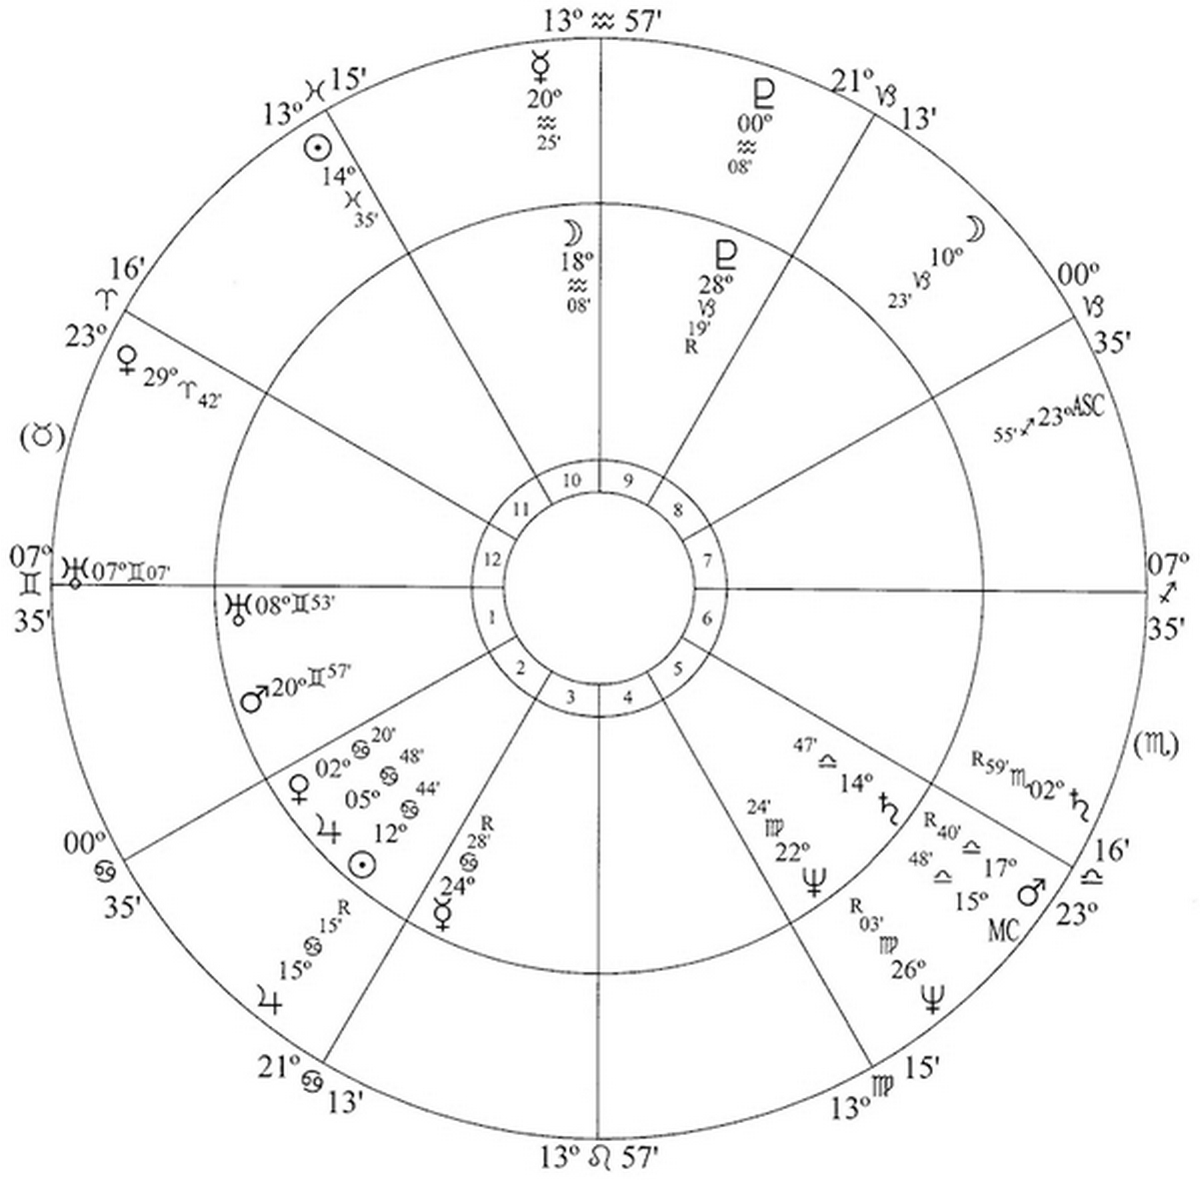 13° ♒ 57'
21° ♑ 13'
00° ♑ 35'
07° ♐ 35'
(♏)
16' ♎ 23°
15' ♍ 13°
13° ♌ 57'
21° ♋ 13'
00° ♋ 35'
07° ♊ 35'
(♉)
16' ♈ 23°
13° ♓ 15'
☿ 20° ♒ 25'
♇ 00° ♒ 08'
☽ 10° ♑ 23'
ASC 23° ♐ 55'
♄ 02° ♏ 59' R
♂ 17° ♎ 40' R
MC 15° ♎ 48'
♆ 26° ♍ 03' R
♃ 15° ♋ 15' R
♅ 07° ♊ 07'
♀ 29° ♈ 42'
☉ 14° ♓ 35'
☽ 18° ♒ 08'
♇ 28° ♑ 19' R
♄ 14° ♎ 47'
♆ 22° ♍ 24'
☿ 24° ♋ 28' R
☉ 12° ♋ 44'
♃ 05° ♋ 48'
♀ 02° ♋ 20'
♂ 20° ♊ 57'
♅ 08° ♊ 53'
1
2
3
4
5
6
7
8
9
10
11
12